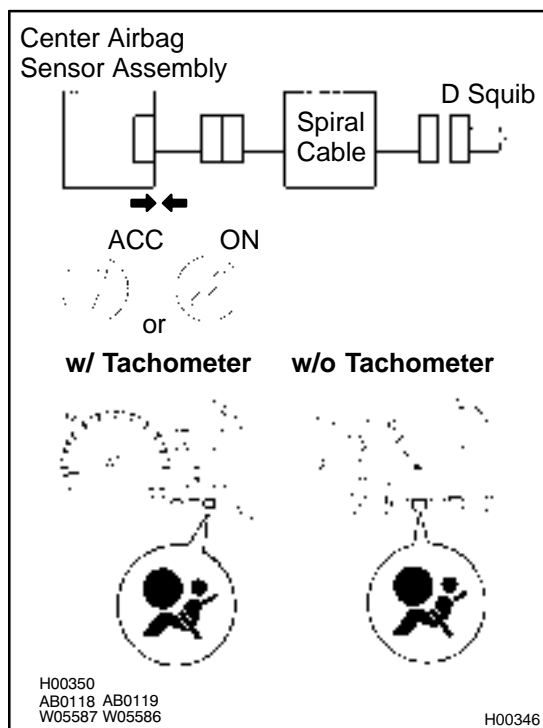 Center Airbag
Sensor Assembly
D Squib
Spiral
Cable
ACC ON
or
w/ Tachometer w/o Tachometer
H00350
AB0118 AB0119
W05587 W05586
H00346